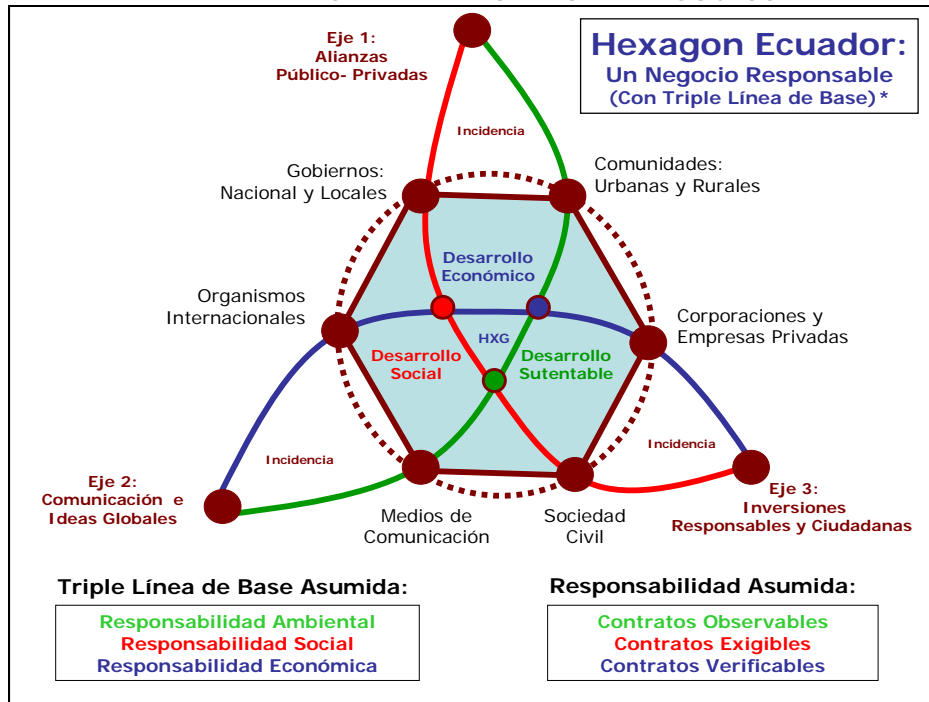 Hexagon Ecuador:
Un Negocio Responsable
(Con Triple Línea de Base) *
Eje 1:
Alianzas
Público- Privadas
Incidencia
Gobiernos:
Nacional y Locales
Comunidades:
Urbanas y Rurales
Desarrollo
Económico
Organismos
Internacionales
Corporaciones y
Empresas Privadas
HXG
Desarrollo
Social
Desarrollo
Sutentable
Incidencia
Incidencia
Eje 2:
Comunicación e
Ideas Globales
Eje 3:
Inversiones
Responsables y Ciudadanas
Medios de
Comunicación
Sociedad
Civil
Triple Línea de Base Asumida:
Responsabilidad Ambiental
Responsabilidad Social
Responsabilidad Económica
Responsabilidad Asumida:
Contratos Observables
Contratos Exigibles
Contratos Verificables